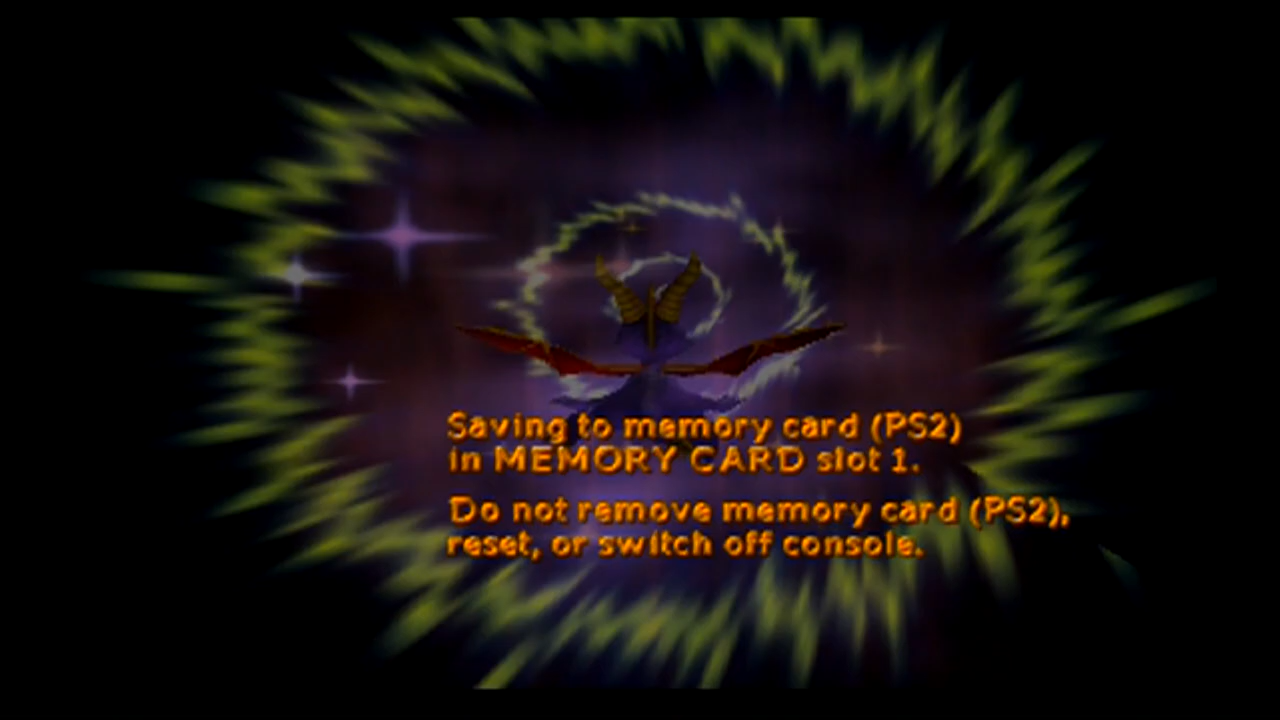 Saving to memory card (PS2)
in MEMORY CARD slot 1.
Do not remove memory card (PS2),
reset, or switch off console.